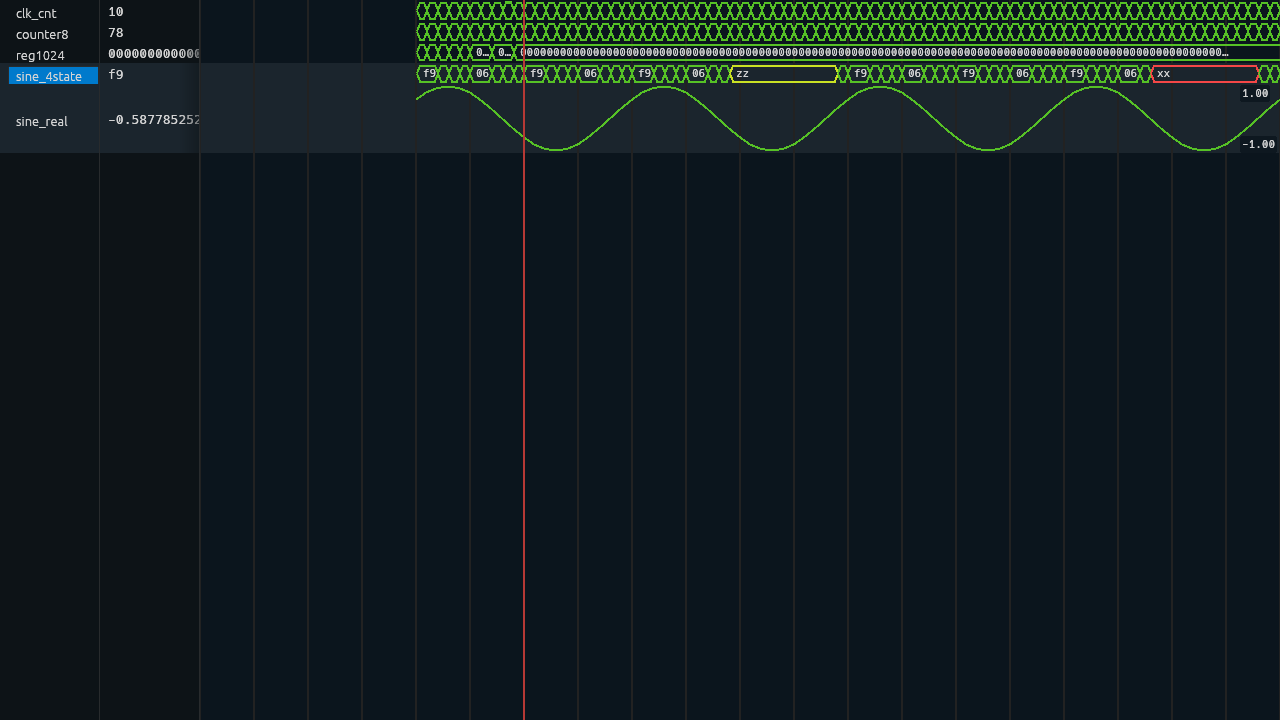 clk_cnt 10
counter8 78
reg1024 000000000000 0… 0… 
sine_4state f9 f9 06 f9 06 f9 06 zz f9 06 f9 06 f9 06 xx
sine_real -0.587785252 1.00
-1.00